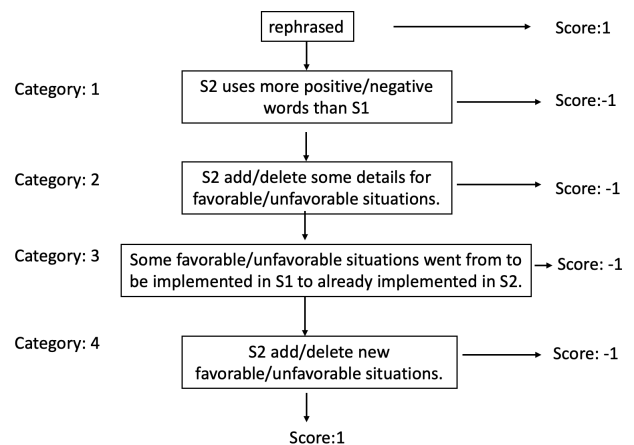 rephrased
Score:1
Category: 1
S2 uses more positive/negative
words than S1
Score:-1
Category: 2
S2 add/delete some details for
favorable/unfavorable situations.
Score: -1
Category: 3
Some favorable/unfavorable situations went from to
be implemented in S1 to already implemented in S2.
Score: -1
Category: 4
S2 add/delete new
favorable/unfavorable situations.
Score: -1
Score:1